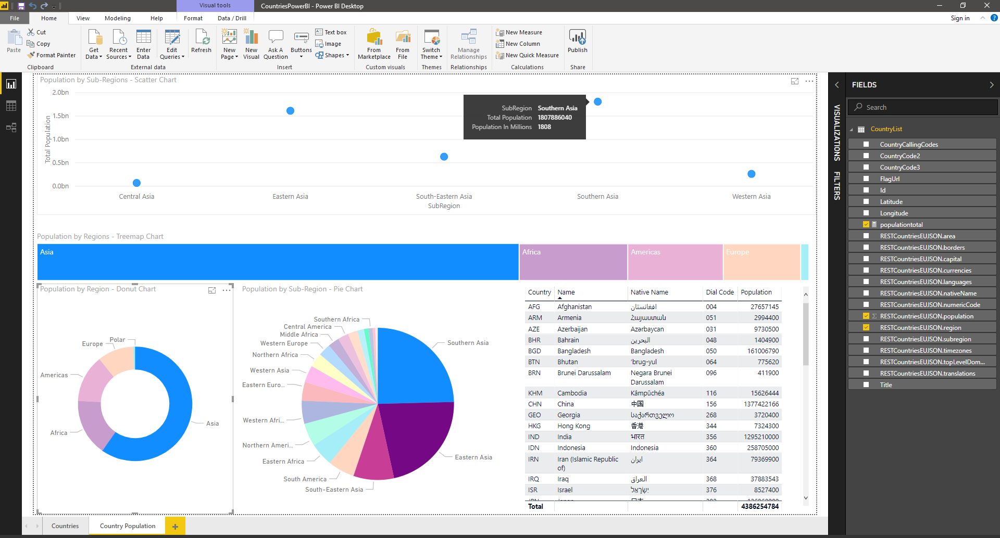 Visual tools
CountriesPowerBI - Power BI Desktop
File
Home
View
Modeling
Help
Format
Data / Drill
Sign in
?
Paste
Cut
Copy
Format Painter
Clipboard
Get Data
Recent Sources
Enter Data
Edit Queries
Refresh
External data
New Page
New Visual
Ask A Question
Buttons
Text box
Image
Shapes
Insert
From Marketplace
From File
Custom visuals
Switch Theme
Themes
Manage Relationships
Relationships
New Measure
New Column
New Quick Measure
Calculations
Publish
Share
Population by Sub-Regions - Scatter Chart
2.0bn
1.5bn
1.0bn
0.5bn
0.0bn
Total Population
SubRegion Southern Asia
Total Population 1807886040
Population In Millions 1808
Central Asia
Eastern Asia
South-Eastern Asia
Southern Asia
Western Asia
SubRegion
Population by Regions - Treemap Chart
Asia
Africa
Americas
Europe
Population by Region - Donut Chart
Polar
Europe
Americas
Africa
Asia
Population by Sub-Region - Pie Chart
Southern Africa
Central America
Middle Africa
Western Europe
Northern Africa
Western Asia
Eastern Euro...
Western Afri...
Northern Ameri...
Eastern Africa
South America
South-Eastern Asia
Southern Asia
Eastern Asia
Country Name Native Name Dial Code Population
AFG Afghanistan افغانستان 004 27657145
ARM Armenia Հայաստան 051 2994400
AZE Azerbaijan Azərbaycan 031 9730500
BHR Bahrain البحرين 048 1404900
BGD Bangladesh Bangladesh 050 161006790
BTN Bhutan ʼbrug-yul 064 775620
BRN Brunei Darussalam Negara Brunei Darussalam 096 411900
KHM Cambodia Kâmpŭchéa 116 15626444
CHN China 中国 156 1377422166
GEO Georgia საქართველო 268 3720400
HKG Hong Kong 香港 344 7324300
IND India भारत 356 1295210000
IDN Indonesia Indonesia 360 258705000
IRN Iran (Islamic Republic of) ایران 364 79369900
IRQ Iraq العراق 368 37883543
ISR Israel יִשְׂרָאֵל 376 8527400
Total 4386254784
VISUALIZATIONS
FILTERS
FIELDS
Search
CountryList
CountryCallingCodes
CountryCode2
CountryCode3
FlagUrl
Id
Latitude
Longitude
populationtotal
RESTCountriesEUJSON.area
RESTCountriesEUJSON.borders
RESTCountriesEUJSON.capital
RESTCountriesEUJSON.currencies
RESTCountriesEUJSON.languages
RESTCountriesEUJSON.nativeName
RESTCountriesEUJSON.numericCode
Σ RESTCountriesEUJSON.population
RESTCountriesEUJSON.region
RESTCountriesEUJSON.subregion
RESTCountriesEUJSON.timezones
RESTCountriesEUJSON.topLevelDom...
RESTCountriesEUJSON.translations
Title
Countries
Country Population